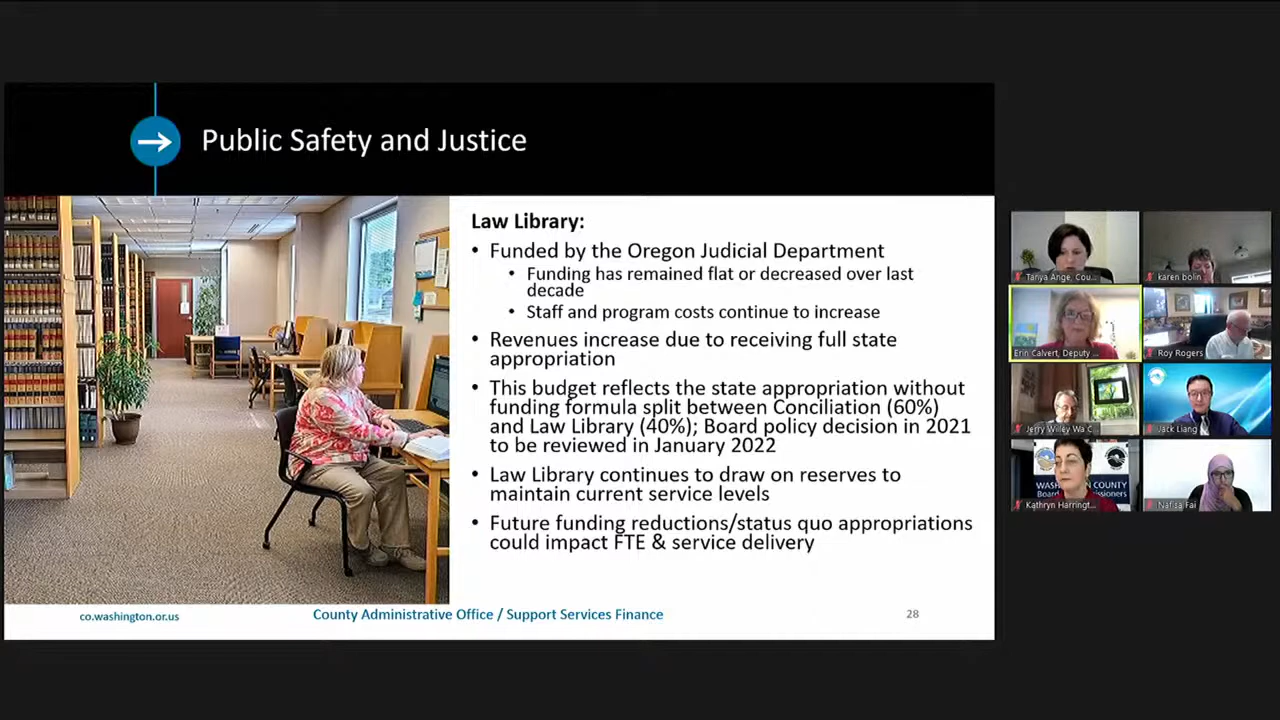 Public Safety and Justice
Law Library:
• Funded by the Oregon Judicial Department
• Funding has remained flat or decreased over last
decade
• Staff and program costs continue to increase
• Revenues increase due to receiving full state
appropriation
• This budget reflects the state appropriation without
funding formula split between Conciliation (60%)
and Law Library (40%); Board policy decision in 2021
to be reviewed in January 2022
• Law Library continues to draw on reserves to
maintain current service levels
• Future funding reductions/status quo appropriations
could impact FTE & service delivery
co.washington.or.us
County Administrative Office / Support Services Finance
28
Tanya Ange, Cou...
karen bolin
Erin Calvert, Deputy ...
Roy Rogers
Jerry Willey Wa C...
Jack Liang
Kathryn Harringt...
Nafisa Fai